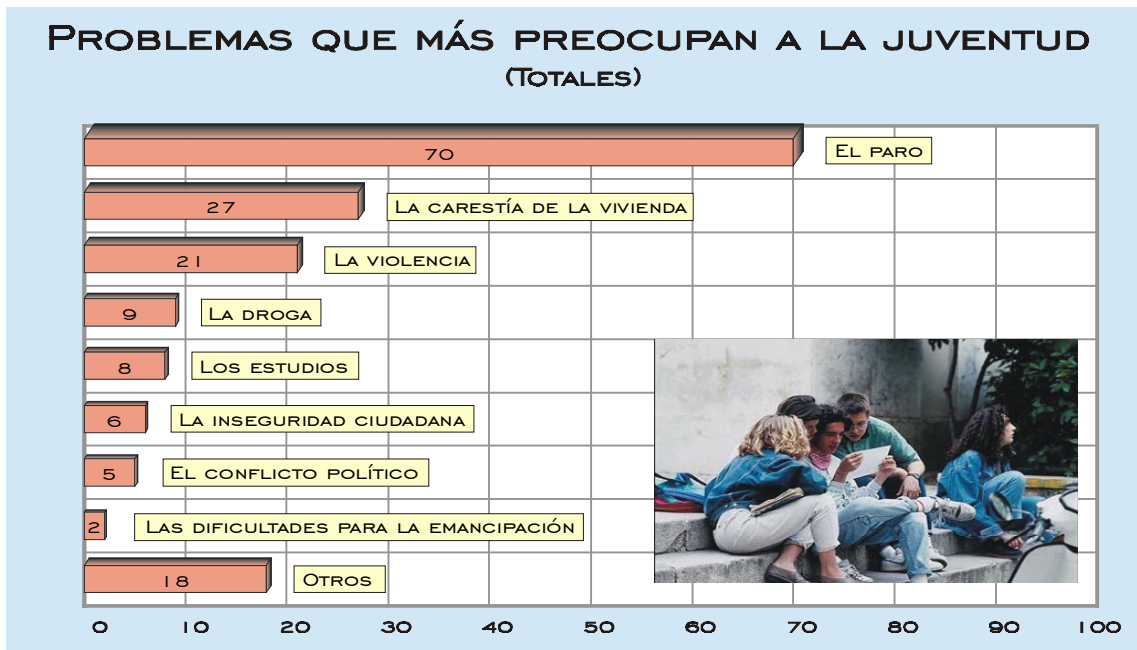 PROBLEMAS QUE MÁS PREOCUPAN A LA JUVENTUD
(TOTALES)
70 EL PARO
27 LA CARESTÍA DE LA VIVIENDA
21 LA VIOLENCIA
9 LA DROGA
8 LOS ESTUDIOS
6 LA INSEGURIDAD CIUDADANA
5 EL CONFLICTO POLÍTICO
2 LAS DIFICULTADES PARA LA EMANCIPACIÓN
18 OTROS
0 10 20 30 40 50 60 70 80 90 100